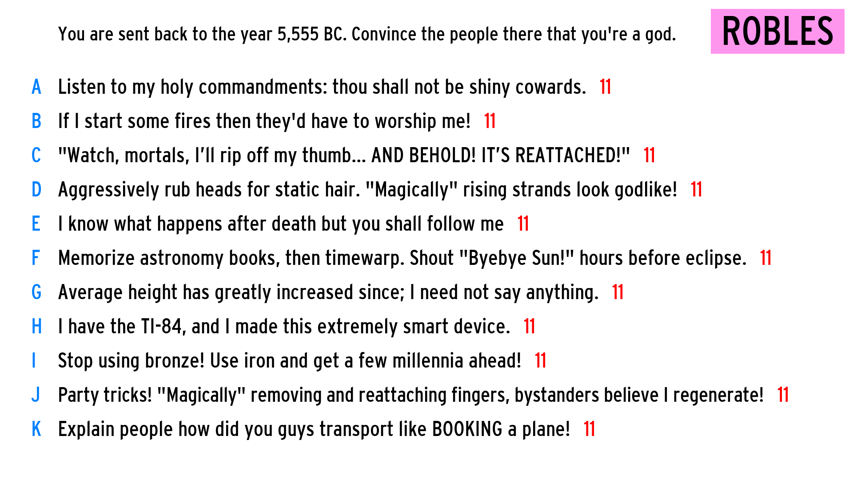 You are sent back to the year 5,555 BC. Convince the people there that you're a god.
ROBLES
A Listen to my holy commandments: thou shall not be shiny cowards. 11
B If I start some fires then they'd have to worship me! 11
C "Watch, mortals, I’ll rip off my thumb... AND BEHOLD! IT’S REATTACHED!" 11
D Aggressively rub heads for static hair. "Magically" rising strands look godlike! 11
E I know what happens after death but you shall follow me 11
F Memorize astronomy books, then timewarp. Shout "Byebye Sun!" hours before eclipse. 11
G Average height has greatly increased since; I need not say anything. 11
H I have the TI-84, and I made this extremely smart device. 11
I Stop using bronze! Use iron and get a few millennia ahead! 11
J Party tricks! "Magically" removing and reattaching fingers, bystanders believe I regenerate! 11
K Explain people how did you guys transport like BOOKING a plane! 11